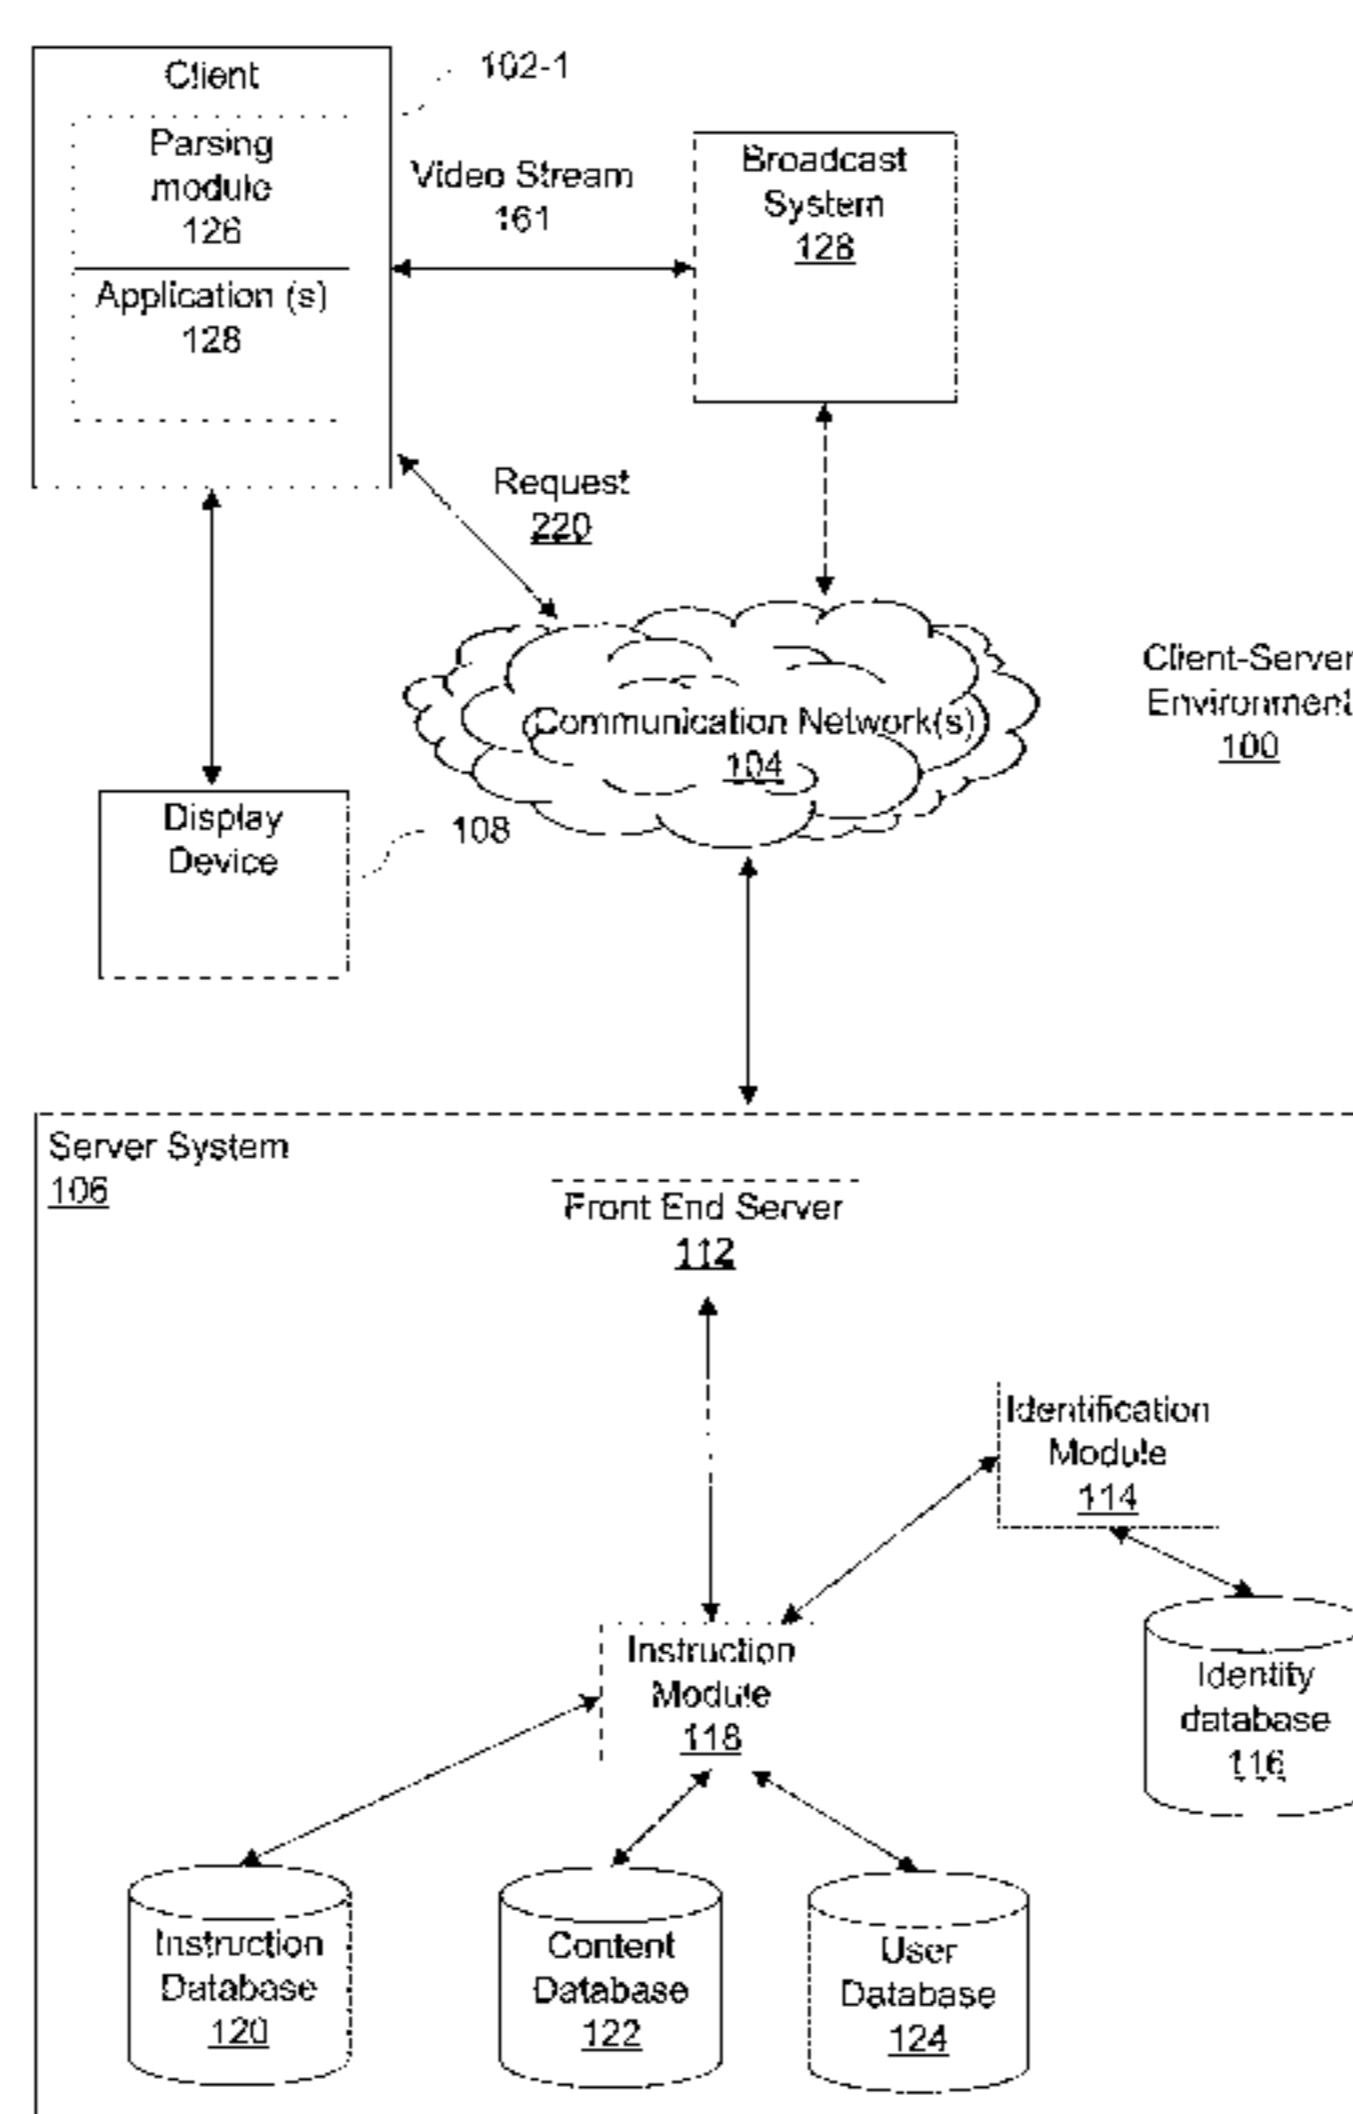 Client
102-1
Parsing
module
126
Application (s)
128
Video Stream
161
Broadcast
System
128
Request
220
Communication Network(s)
104
Client-Server
Environment
100
Display
Device
108
Server System
106
Front End Server
112
Identification
Module
114
Instruction
Module
118
Identify
database
116
Instruction
Database
120
Content
Database
122
User
Database
124